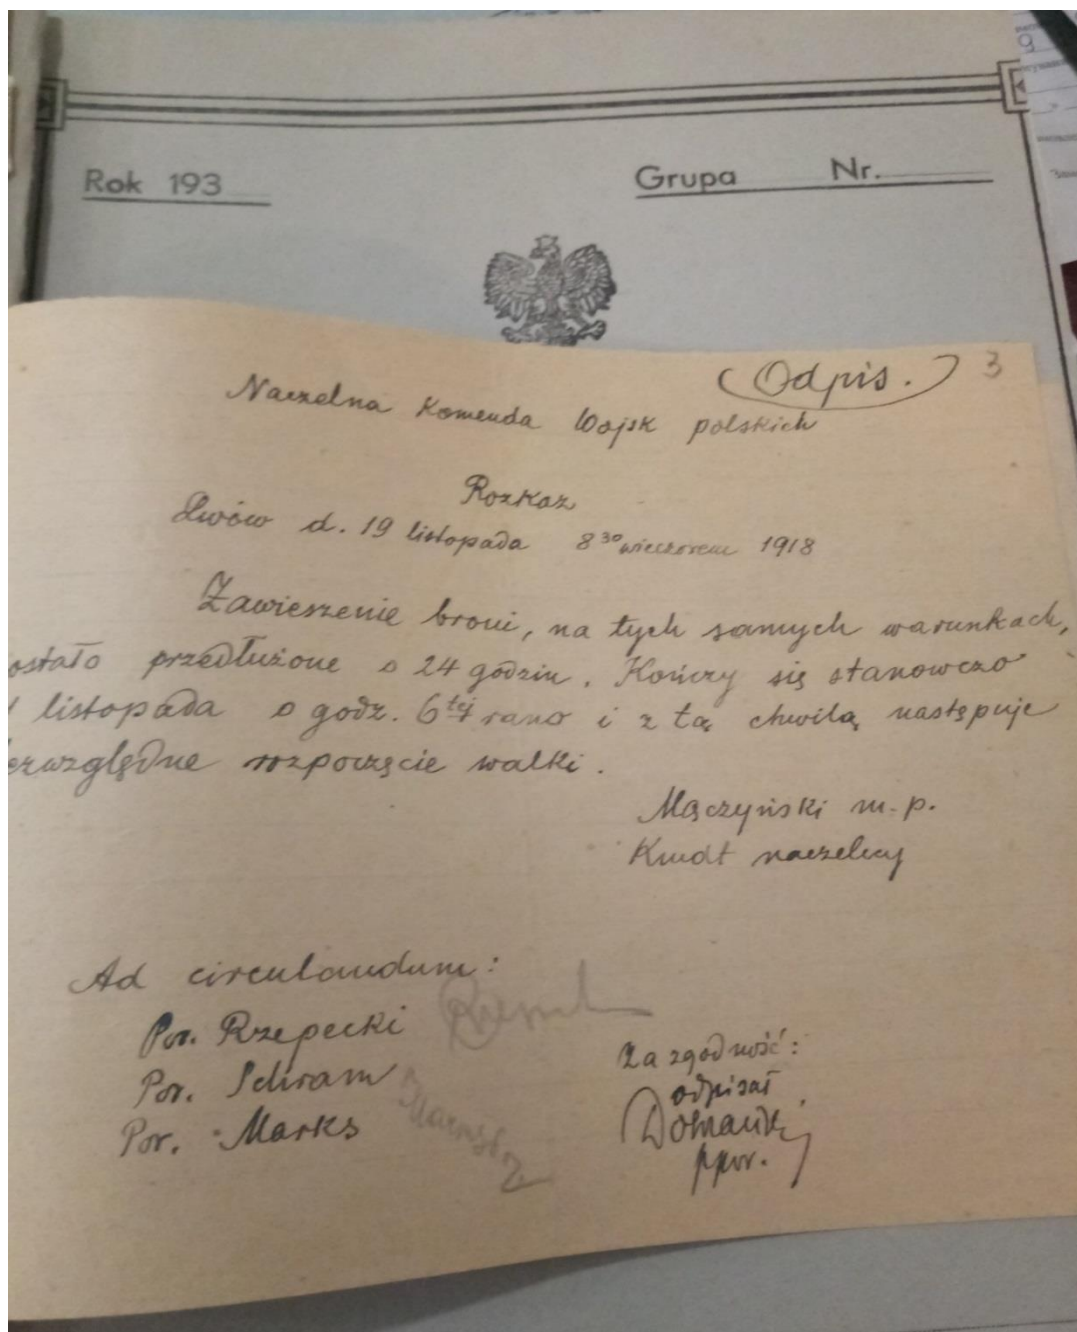 Rok 193
Grupa Nr.
Odpis. 3
Naczelna Komenda Wojsk polskich
Rozkaz
Lwów d. 19 listopada 8³⁰ wieczorem 1918
Zawieszenie broni, na tych samych warunkach,
ostało przedłużone o 24 godzin. Kończy się stanowczo
listopada o godz. 6tej rano i z tą chwilą następuje
ezwzględne rozpoczęcie walki.
Mączyński m.p.
Kmdt naczelny
Ad circulandum:
Por. Rzepecki
Por. Schram
Por. Marks
Za zgodność:
odpisał
ppor.